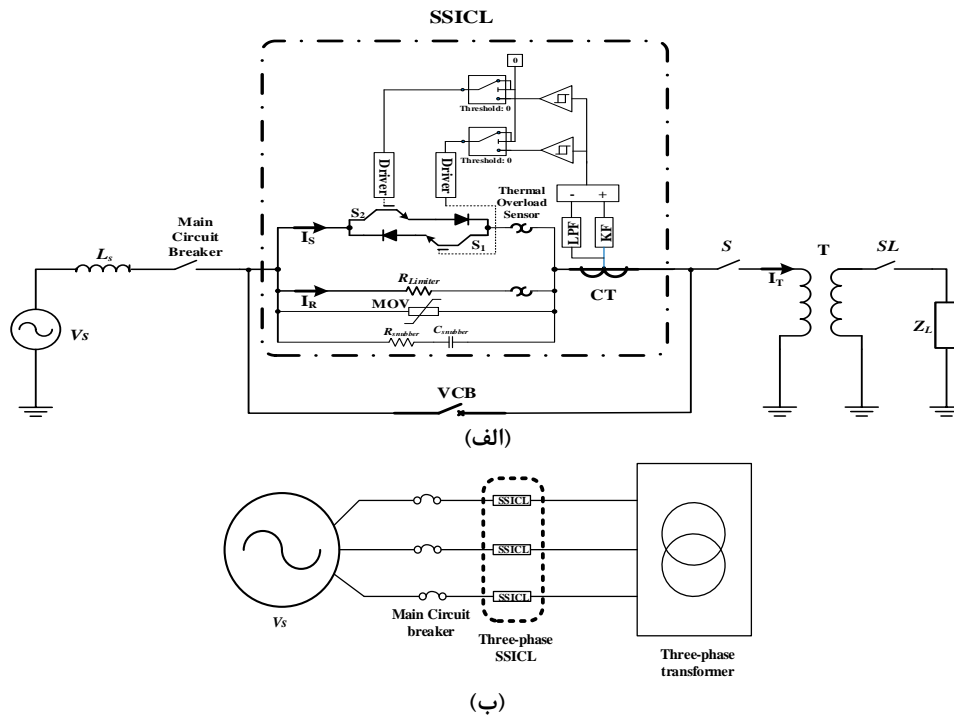 SSICL
0
Threshold: 0
Threshold: 0
Driver
Driver
Thermal
Overload
Sensor
- +
LPF
KF
S2
S1
IS
Main
Circuit
Breaker
Ls
RLimiter
IR
MOV
Rsnubber
Csnubber
CT
S
IT
T
SL
Vs
ZL
VCB
(الف)
SSICL
SSICL
SSICL
Vs
Main Circuit
breaker
Three-phase
SSICL
Three-phase
transformer
(ب)